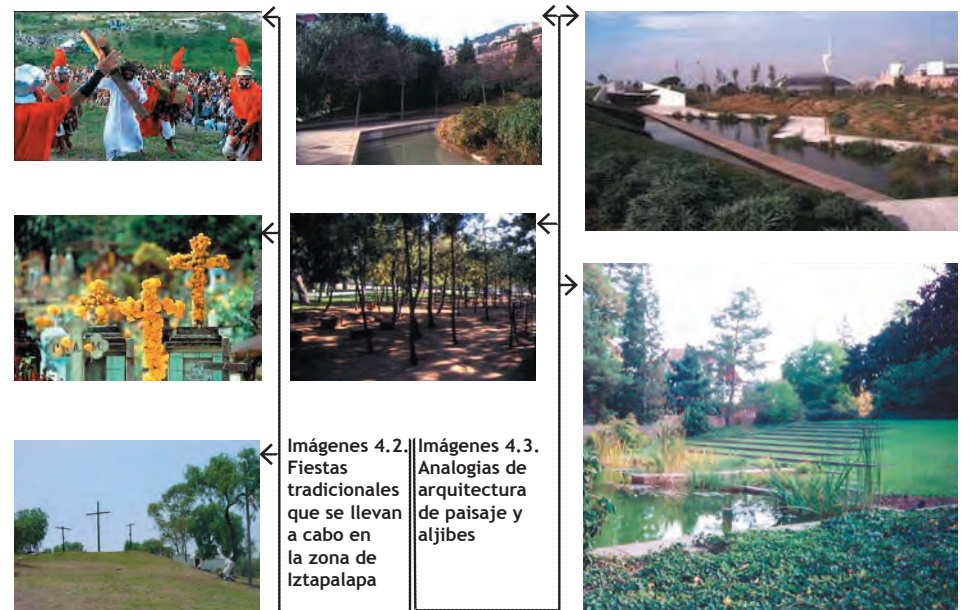 Imágenes 4.2.
Fiestas
tradicionales
que se llevan
a cabo en
la zona de
Iztapalapa
Imágenes 4.3.
Analogias de
arquitectura
de paisaje y
aljibes